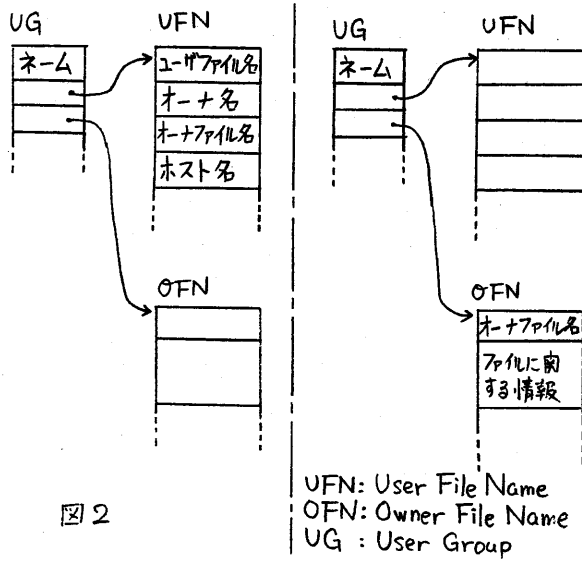 UG
UFN
ネーム
ユーザファイル名
オーナ名
オーナファイル名
ホスト名
OFN
図2
UG
UFN
ネーム
OFN
オーナファイル名
ファイルに関
する情報
UFN: User File Name
OFN: Owner File Name
UG : User Group